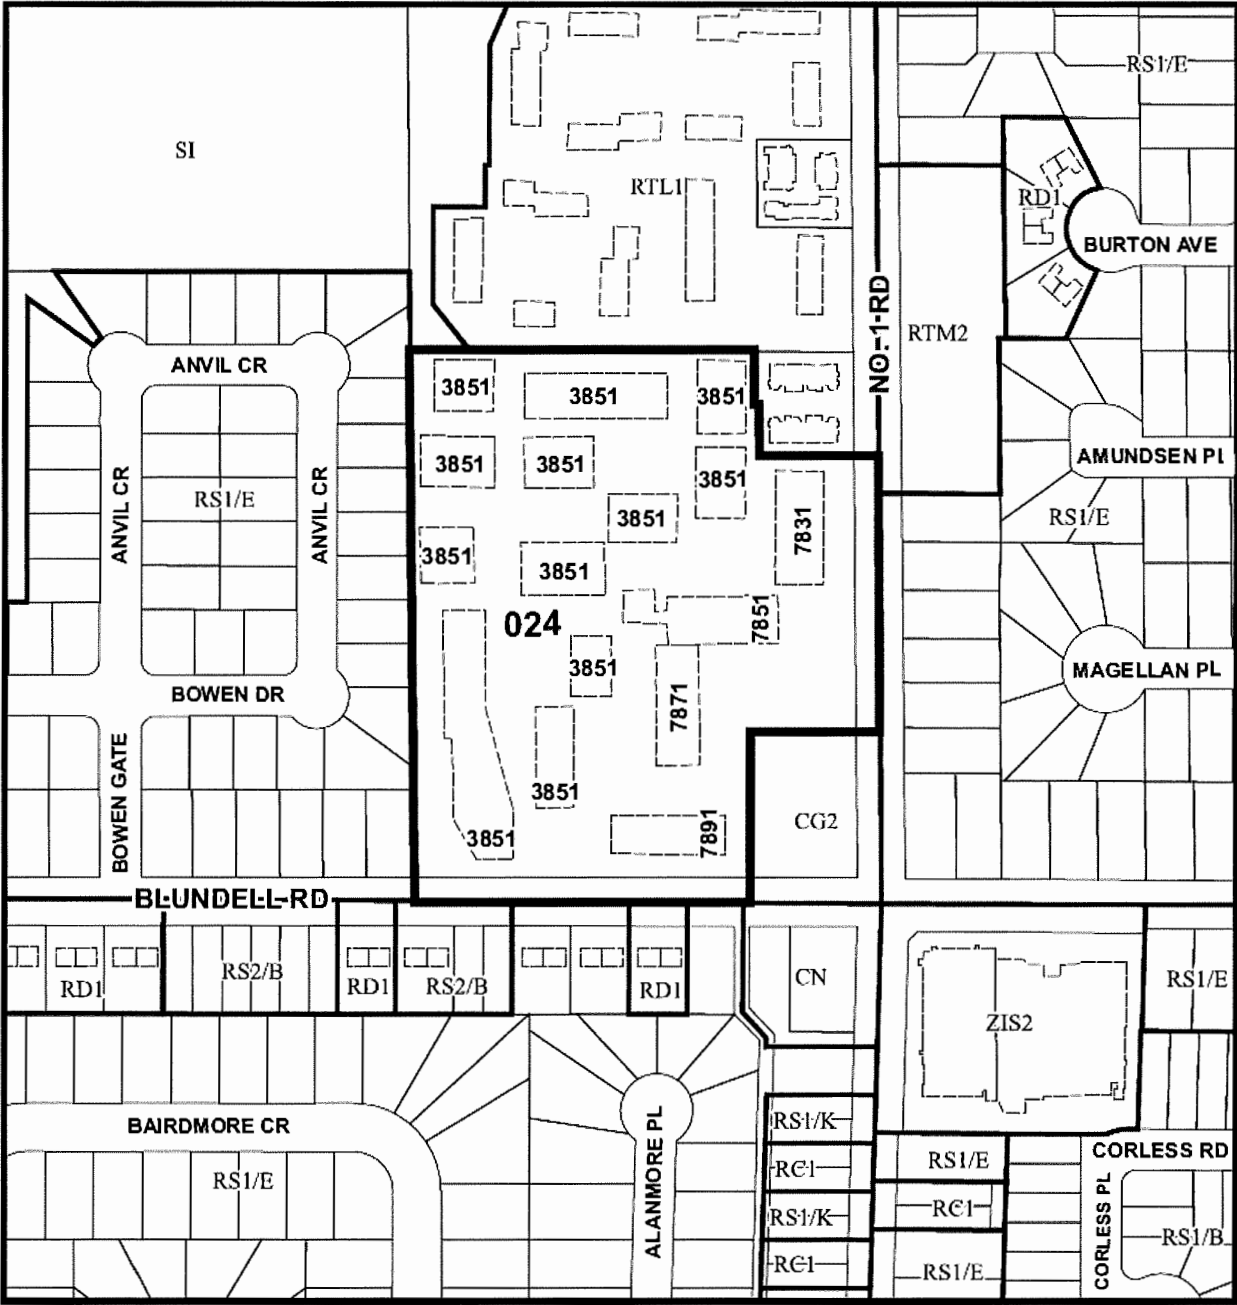 RS1/E
SI
RTL1
RD1
BURTON AVE
NO. 1 RD
RTM2
ANVIL CR
3851
3851
3851
AMUNDSEN PL
3851
3851
3851
ANVIL CR
RS1/E
ANVIL CR
3851
7831
RS1/E
3851
3851
024
7851
3851
MAGELLAN PL
BOWEN DR
7871
BOWEN GATE
3851
CG2
3851
7891
BLUNDELL RD
RD1
RS2/B
RD1
RS2/B
RD1
CN
RS1/E
ZIS2
BAIRDMORE CR
RS1/K
ALANMORE PL
RS1/E
CORLESS RD
RS1/E
RC1
RC1
CORLESS PL
RS1/K
RS1/B
RC1
RS1/E